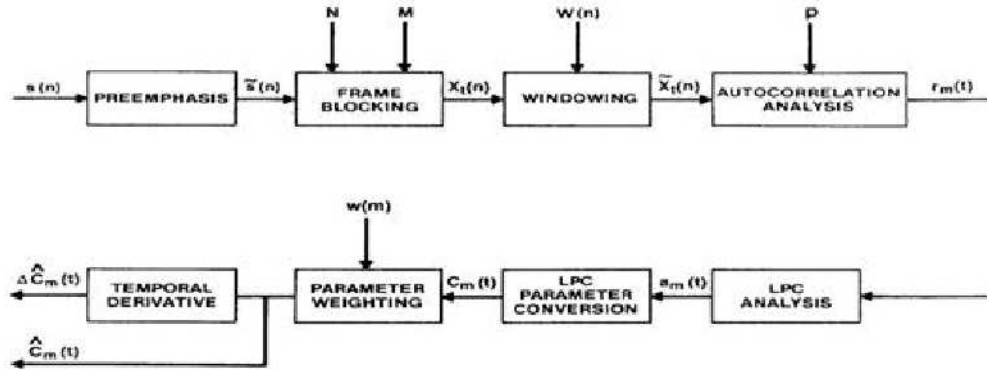 N
M
W(n)
p
s(n)
PREEMPHASIS
s̃(n)
FRAME
BLOCKING
Xₜ(n)
WINDOWING
X̃ₜ(n)
AUTOCORRELATION
ANALYSIS
rₘ(t)
w(m)
ΔĈₘ(t)
TEMPORAL
DERIVATIVE
PARAMETER
WEIGHTING
Cₘ(t)
LPC
PARAMETER
CONVERSION
aₘ(t)
LPC
ANALYSIS
Ĉₘ(t)